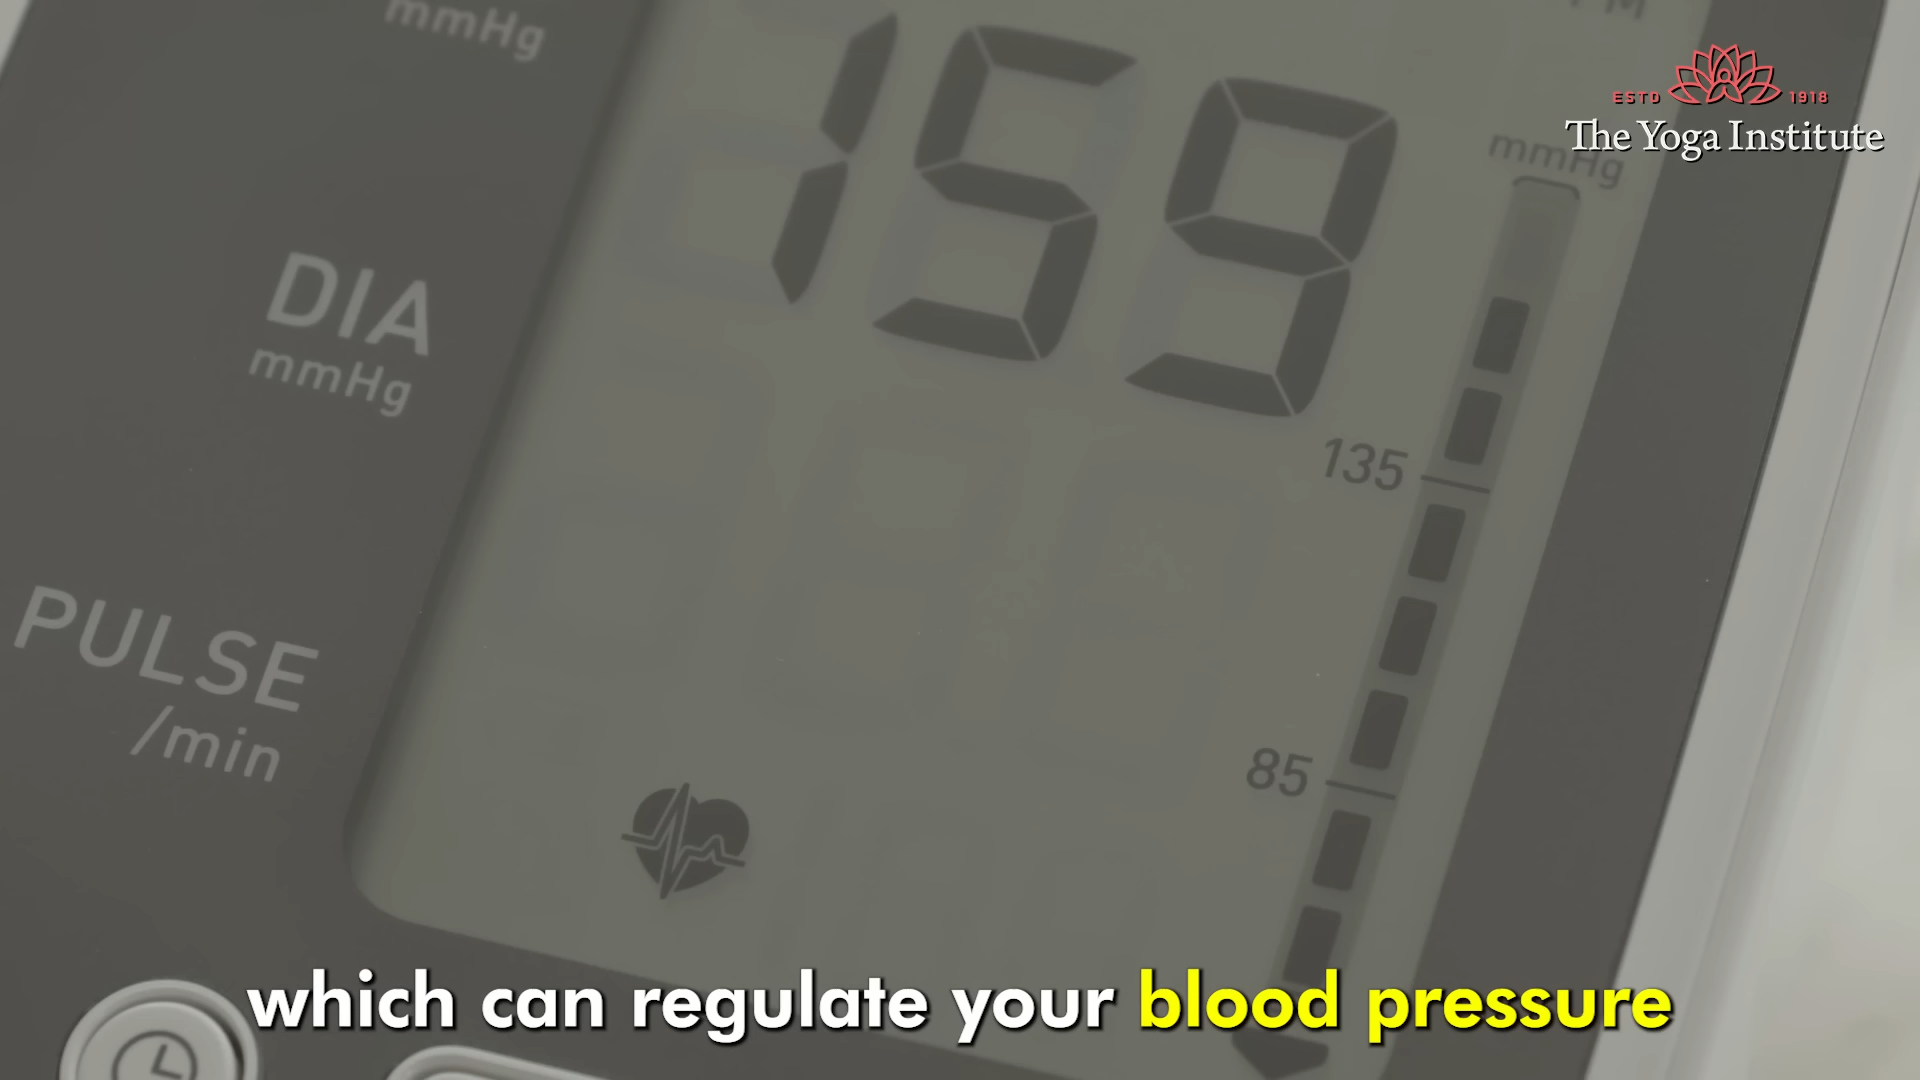 mmHg
159
PM
ESTD 1918
The Yoga Institute
mmHg
DIA
mmHg
135
PULSE
/min
85
which can regulate your blood pressure